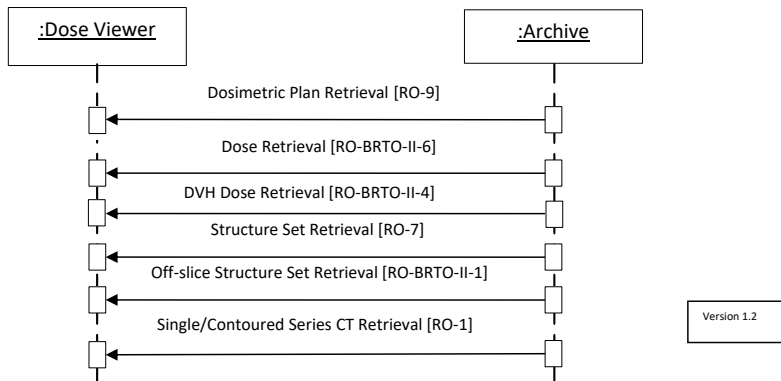 :Dose Viewer
:Archive
Dosimetric Plan Retrieval [RO-9]
Dose Retrieval [RO-BRTO-II-6]
DVH Dose Retrieval [RO-BRTO-II-4]
Structure Set Retrieval [RO-7]
Off-slice Structure Set Retrieval [RO-BRTO-II-1]
Single/Contoured Series CT Retrieval [RO-1]
Version 1.2